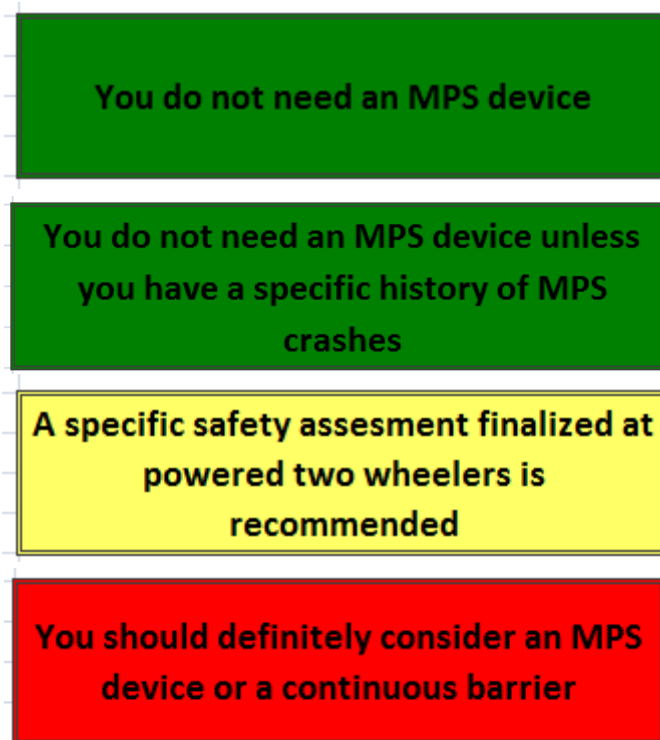 You do not need an MPS device
You do not need an MPS device unless
you have a specific history of MPS
crashes
A specific safety assesment finalized at
powered two wheelers is
recommended
You should definitely consider an MPS
device or a continuous barrier